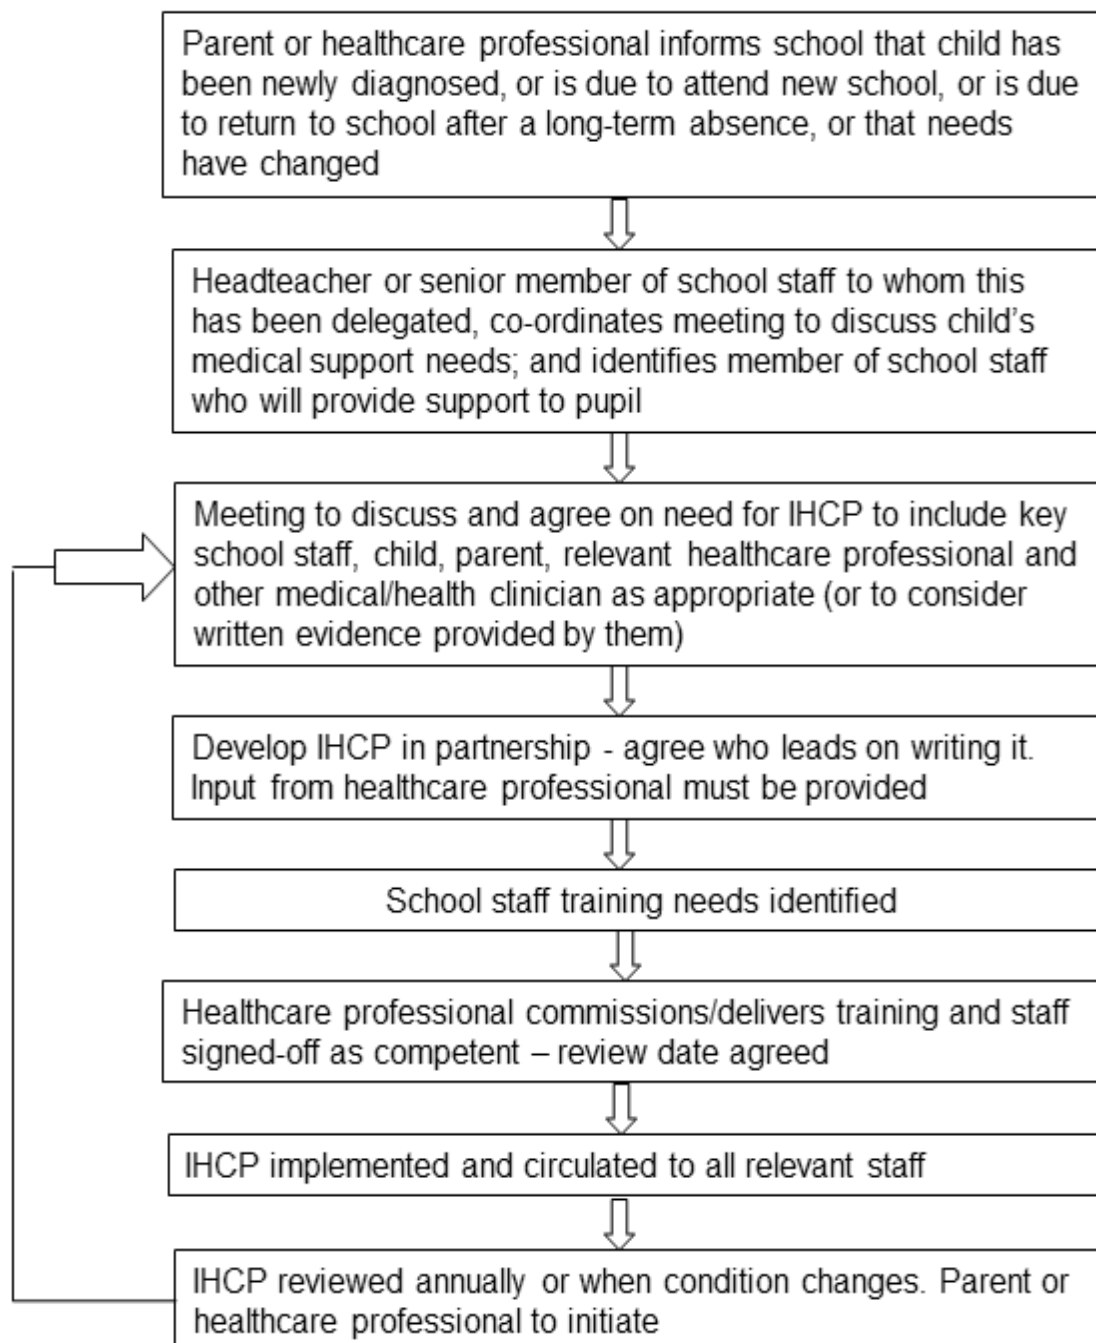 Parent or healthcare professional informs school that child has
been newly diagnosed, or is due to attend new school, or is due
to return to school after a long-term absence, or that needs
have changed
Headteacher or senior member of school staff to whom this
has been delegated, co-ordinates meeting to discuss child's
medical support needs; and identifies member of school staff
who will provide support to pupil
Meeting to discuss and agree on need for IHCP to include key
school staff, child, parent, relevant healthcare professional and
other medical/health clinician as appropriate (or to consider
written evidence provided by them)
Develop IHCP in partnership - agree who leads on writing it.
Input from healthcare professional must be provided
School staff training needs identified
Healthcare professional commissions/delivers training and staff
signed-off as competent – review date agreed
IHCP implemented and circulated to all relevant staff
IHCP reviewed annually or when condition changes. Parent or
healthcare professional to initiate